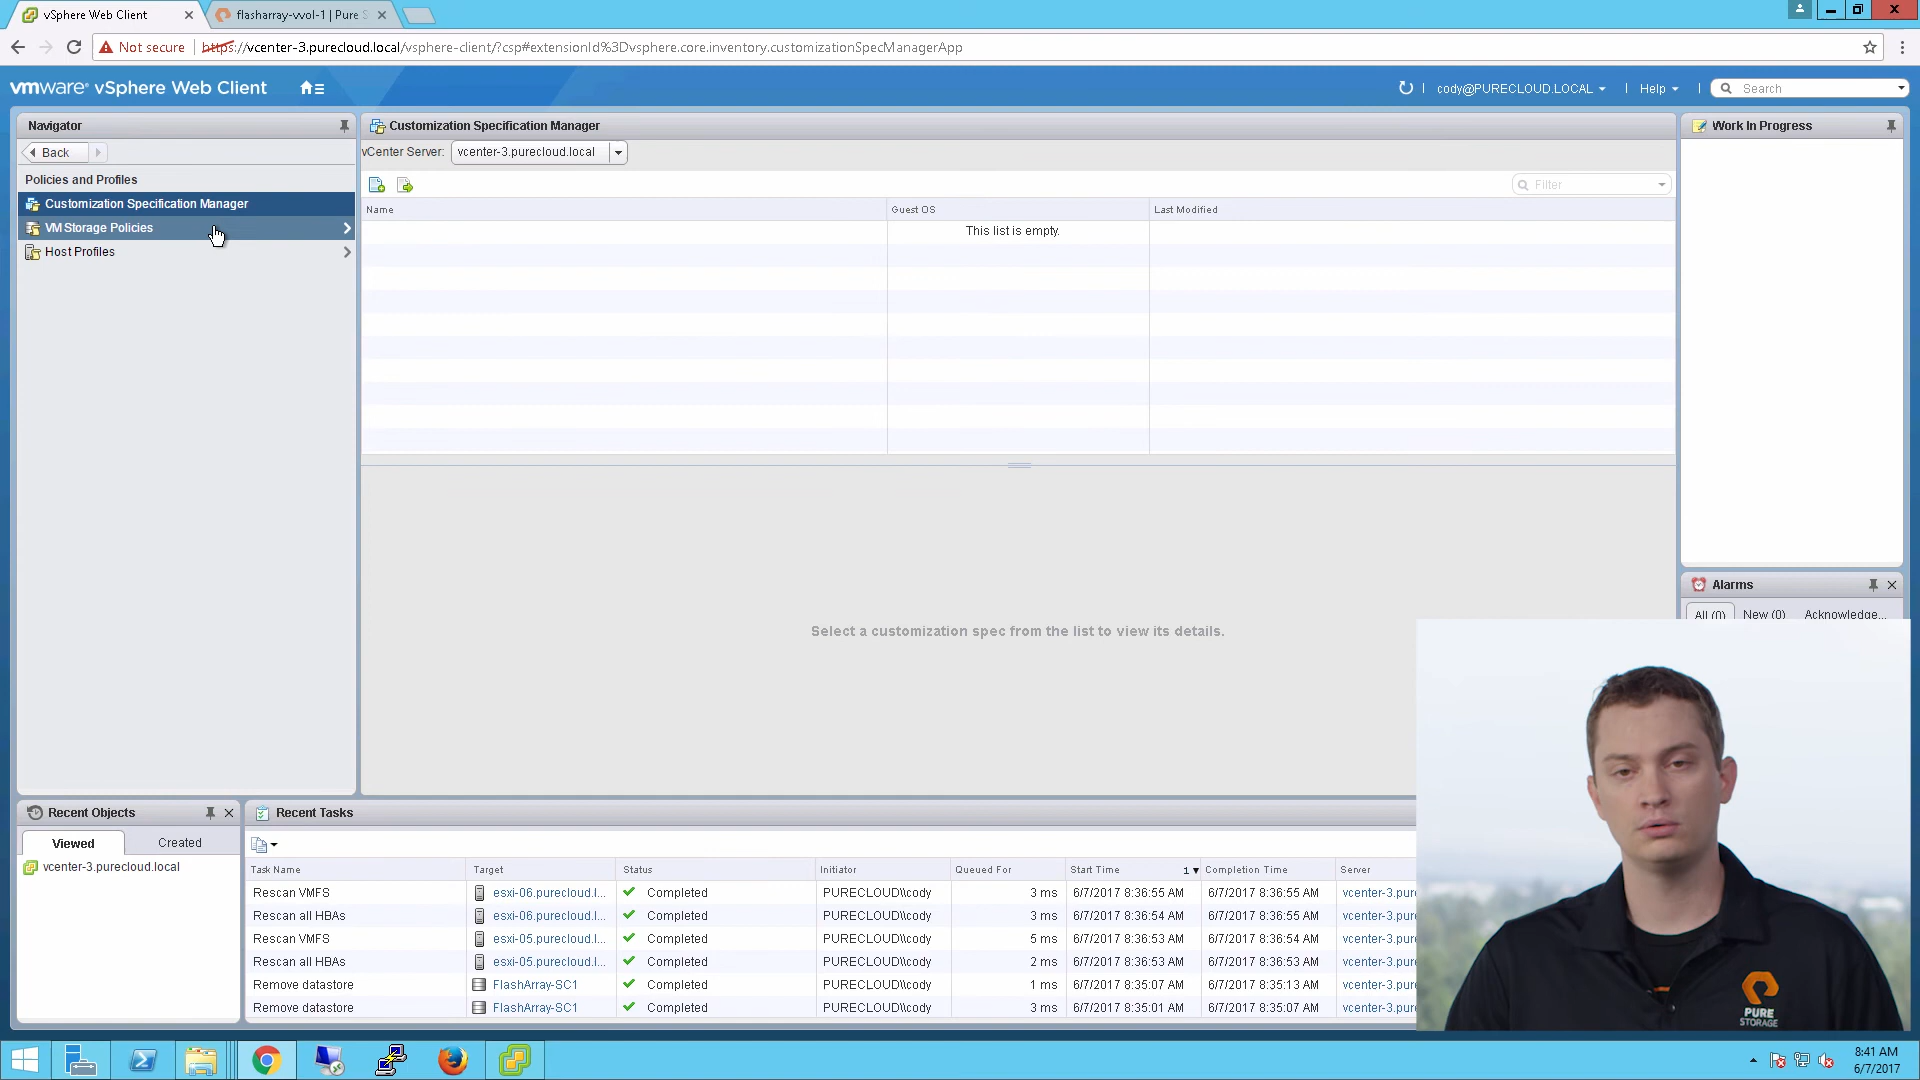 vSphere Web Client
flasharray-vvol-1 | Pure S
Not secure
https://vcenter-3.purecloud.local/vsphere-client/?csp#extensionId%3Dvsphere.core.inventory.customizationSpecManagerApp
vmware® vSphere Web Client
cody@PURECLOUD.LOCAL
Help
Search
Navigator
Back
Policies and Profiles
Customization Specification Manager
VM Storage Policies
Host Profiles
Customization Specification Manager
vCenter Server:
vcenter-3.purecloud.local
Filter
Name Guest OS Last Modified
This list is empty.
Select a customization spec from the list to view its details.
Work In Progress
Alarms
All (0) New (0) Acknowledge...
Recent Objects
Viewed Created
vcenter-3.purecloud.local
Recent Tasks
Task Name Target Status Initiator Queued For Start Time 1 ▼ Completion Time Server
Rescan VMFS esxi-06.purecloud.l... Completed PURECLOUD\\cody 3 ms 6/7/2017 8:36:55 AM 6/7/2017 8:36:55 AM vcenter-3.pure
Rescan all HBAs esxi-06.purecloud.l... Completed PURECLOUD\\cody 3 ms 6/7/2017 8:36:54 AM 6/7/2017 8:36:55 AM vcenter-3.pure
Rescan VMFS esxi-05.purecloud.l... Completed PURECLOUD\\cody 5 ms 6/7/2017 8:36:53 AM 6/7/2017 8:36:54 AM vcenter-3.pure
Rescan all HBAs esxi-05.purecloud.l... Completed PURECLOUD\\cody 2 ms 6/7/2017 8:36:53 AM 6/7/2017 8:36:53 AM vcenter-3.pure
Remove datastore FlashArray-SC1 Completed PURECLOUD\\cody 1 ms 6/7/2017 8:35:07 AM 6/7/2017 8:35:13 AM vcenter-3.pure
Remove datastore FlashArray-SC1 Completed PURECLOUD\\cody 3 ms 6/7/2017 8:35:01 AM 6/7/2017 8:35:07 AM vcenter-3.pure
PURE
STORAGE
8:41 AM
6/7/2017